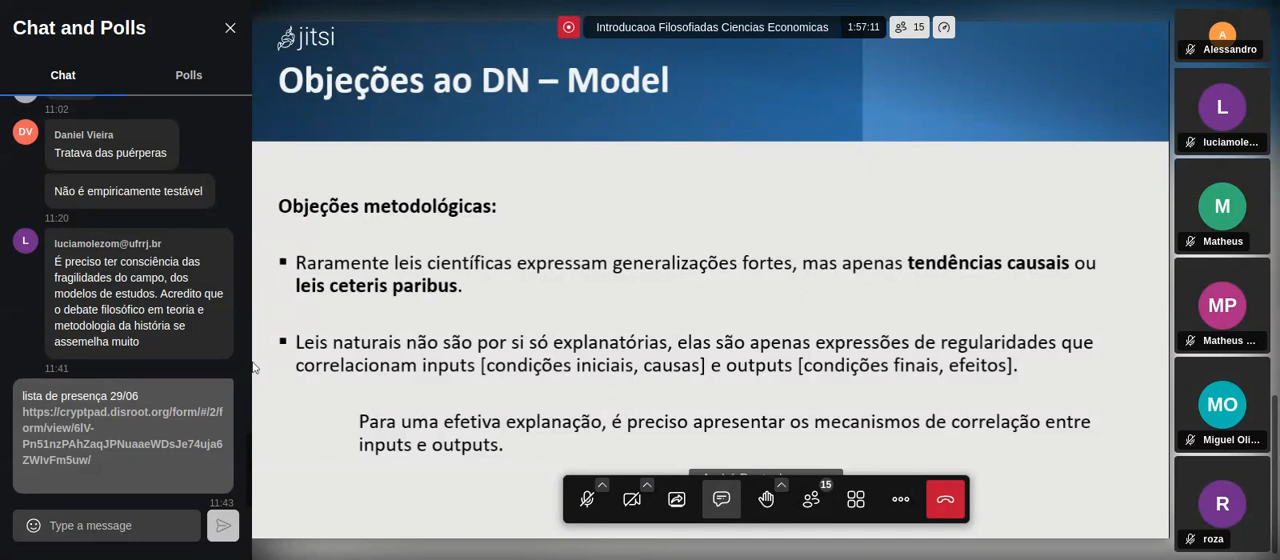 Chat and Polls
Chat
Polls
11:02
DV
Daniel Vieira
Tratava das puérperas
Não é empiricamente testável
11:20
L
luciamolezom@ufrrj.br
É preciso ter consciência das
fragilidades do campo, dos
modelos de estudos. Acredito que
o debate filosófico em teoria e
metodologia da história se
assemelha muito
11:41
lista de presença 29/06
https://cryptpad.disroot.org/form/#/2/f
orm/view/6lV-
Pn51nzPAhZaqJPNuaaeWDsJe74uja6
ZWIvFm5uw/
11:43
Type a message
jitsi
Introducaoa Filosofiadas Ciencias Economicas
1:57:11
15
Objeções ao DN – Model
Objeções metodológicas:
▪ Raramente leis científicas expressam generalizações fortes, mas apenas tendências causais ou
leis ceteris paribus.
▪ Leis naturais não são por si só explanatórias, elas são apenas expressões de regularidades que
correlacionam inputs [condições iniciais, causas] e outputs [condições finais, efeitos].
Para uma efetiva explanação, é preciso apresentar os mecanismos de correlação entre
inputs e outputs.
15
A
Alessandro
L
luciamole...
M
Matheus
MP
Matheus ...
MO
Miguel Oli...
R
roza